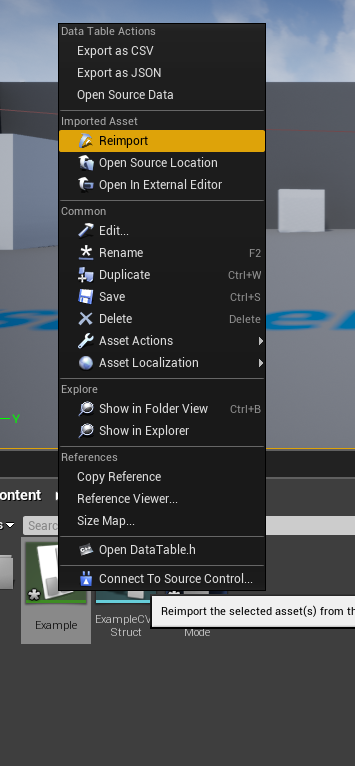 Data Table Actions
Export as CSV
Export as JSON
Open Source Data
Imported Asset
Reimport
Open Source Location
Open In External Editor
Common
Edit...
Rename F2
Duplicate Ctrl+W
Save Ctrl+S
Delete Delete
Asset Actions
Asset Localization
Explore
Show in Folder View Ctrl+B
Show in Explorer
References
Copy Reference
Reference Viewer...
Size Map...
Open DataTable.h
Connect To Source Control...
Y
ontent
s
Searc
Example
ExampleCV
Struct
Mode
Reimport the selected asset(s) from th